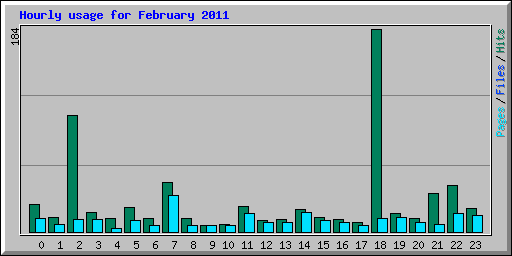 Hourly usage for February 2011
184
Pages/Files/Hits
0 1 2 3 4 5 6 7 8 9 10 11 12 13 14 15 16 17 18 19 20 21 22 23